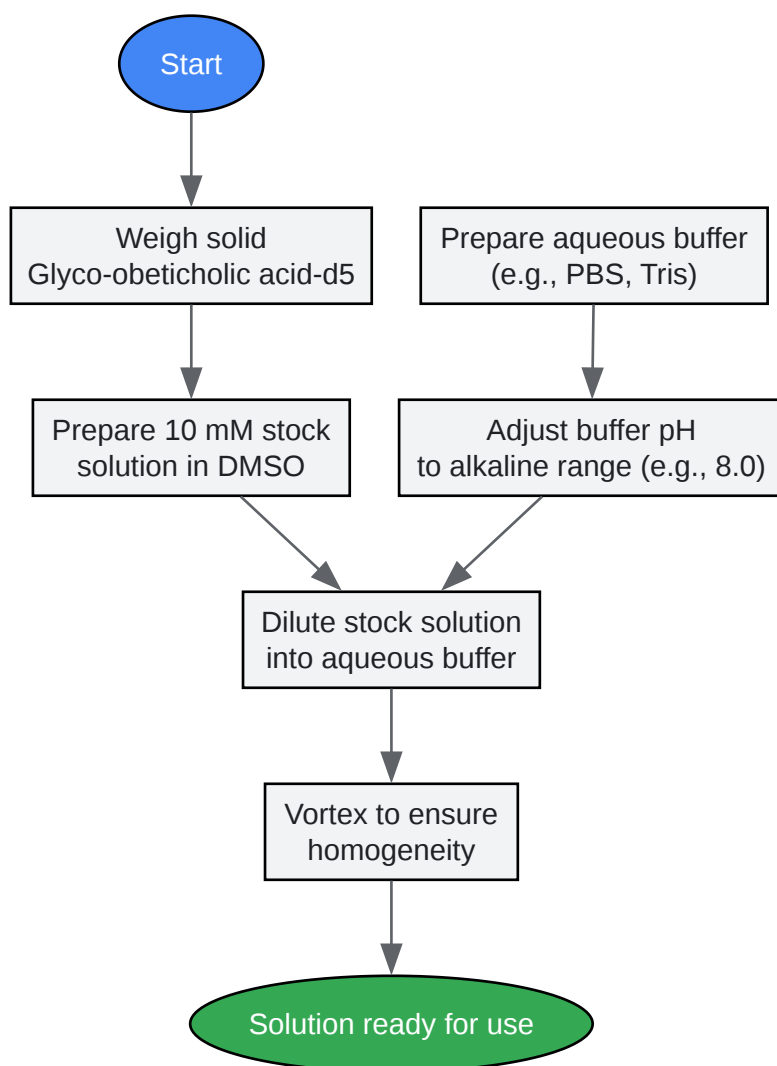 Start
Weigh solid
Glyco-obeticholic acid-d5
Prepare aqueous buffer
(e.g., PBS, Tris)
Prepare 10 mM stock
solution in DMSO
Adjust buffer pH
to alkaline range (e.g., 8.0)
Dilute stock solution
into aqueous buffer
Vortex to ensure
homogeneity
Solution ready for use